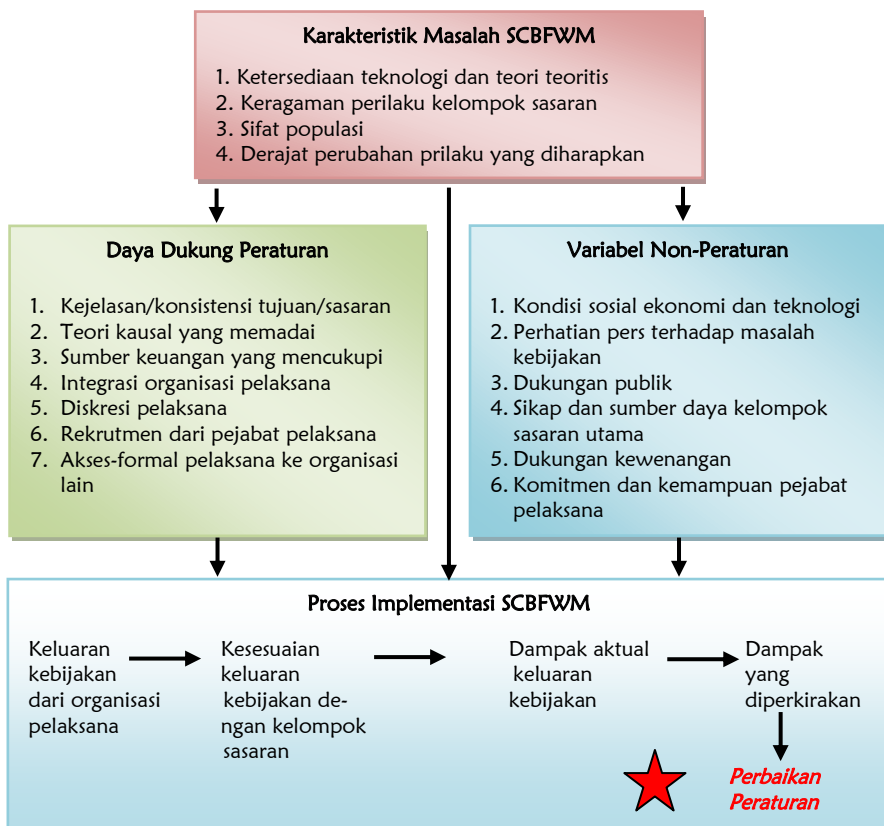 Karakteristik Masalah SCBFWM
1. Ketersediaan teknologi dan teori teoritis
2. Keragaman perilaku kelompok sasaran
3. Sifat populasi
4. Derajat perubahan prilaku yang diharapkan
Daya Dukung Peraturan
1. Kejelasan/konsistensi tujuan/sasaran
2. Teori kausal yang memadai
3. Sumber keuangan yang mencukupi
4. Integrasi organisasi pelaksana
5. Diskresi pelaksana
6. Rekrutmen dari pejabat pelaksana
7. Akses-formal pelaksana ke organisasi
lain
Variabel Non-Peraturan
1. Kondisi sosial ekonomi dan teknologi
2. Perhatian pers terhadap masalah
kebijakan
3. Dukungan publik
4. Sikap dan sumber daya kelompok
sasaran utama
5. Dukungan kewenangan
6. Komitmen dan kemampuan pejabat
pelaksana
Proses Implementasi SCBFWM
Keluaran
kebijakan
dari organisasi
pelaksana
Kesesuaian
keluaran
kebijakan de-
ngan kelompok
sasaran
Dampak aktual
keluaran
kebijakan
Dampak
yang
diperkirakan
Perbaikan
Peraturan